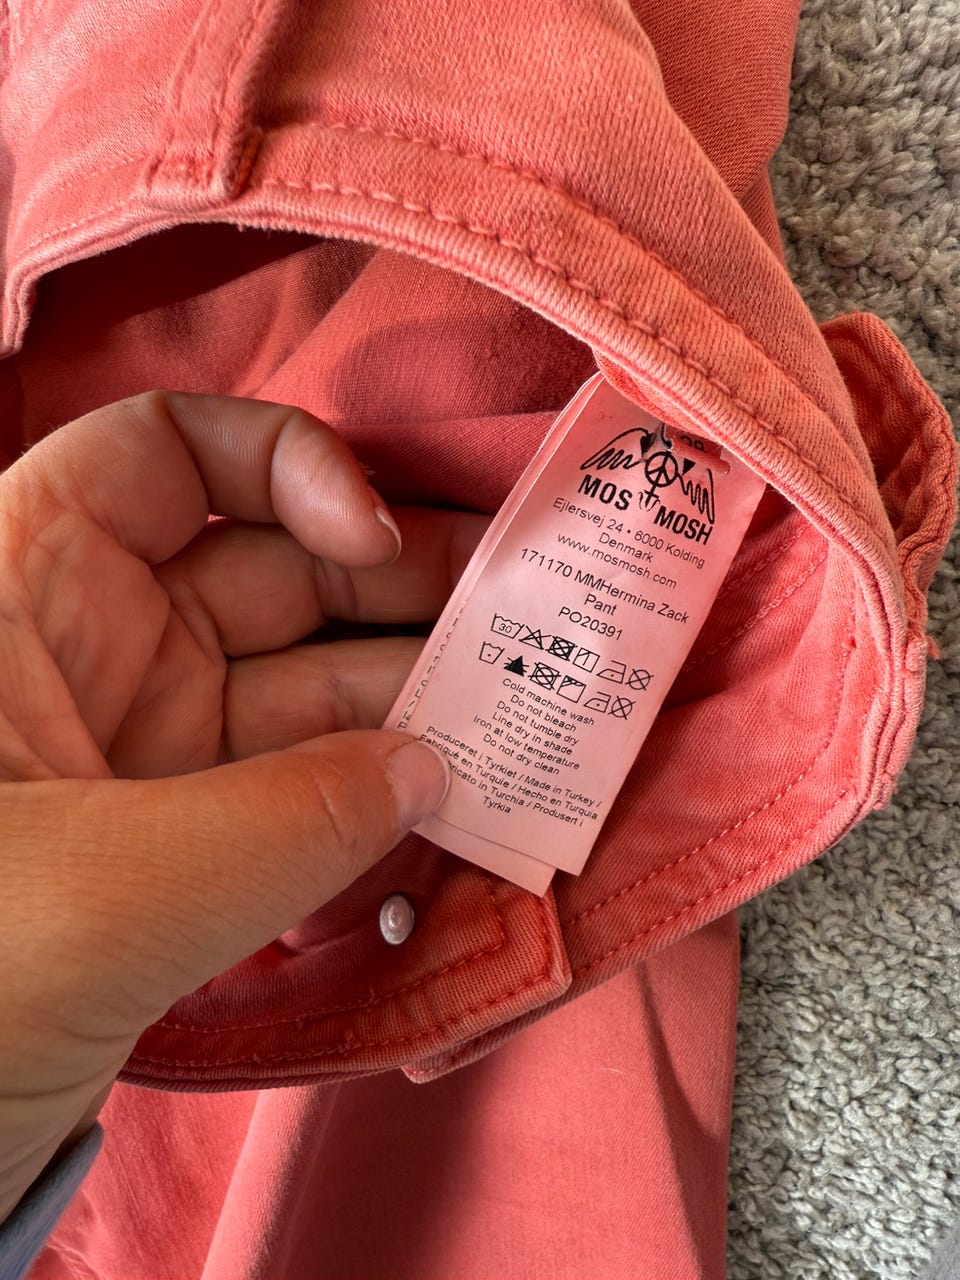 MOS MOSH
Ejlersvej 24 • 6000 Kolding
Denmark
www.mosmosh.com
171170 MMHermina Zack
Pant
PO20391
30
Cold machine wash
Do not bleach
Do not tumble dry
Line dry in shade
Iron at low temperature
Do not dry clean
Produceret i Tyrkiet / Made in Turkey /
Fabriqué en Turquie / Hecho en Turquia
in Turchia / Produsert i
Tyrkia